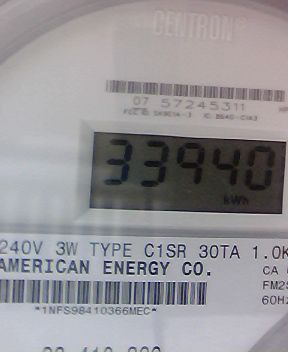 CENTRON®
07 57245311
33940
kWh
240V 3W TYPE C1SR 30TA 1.0K
AMERICAN ENERGY CO.
CA
FM2S
60Hz
*1NFS98410366MEC*